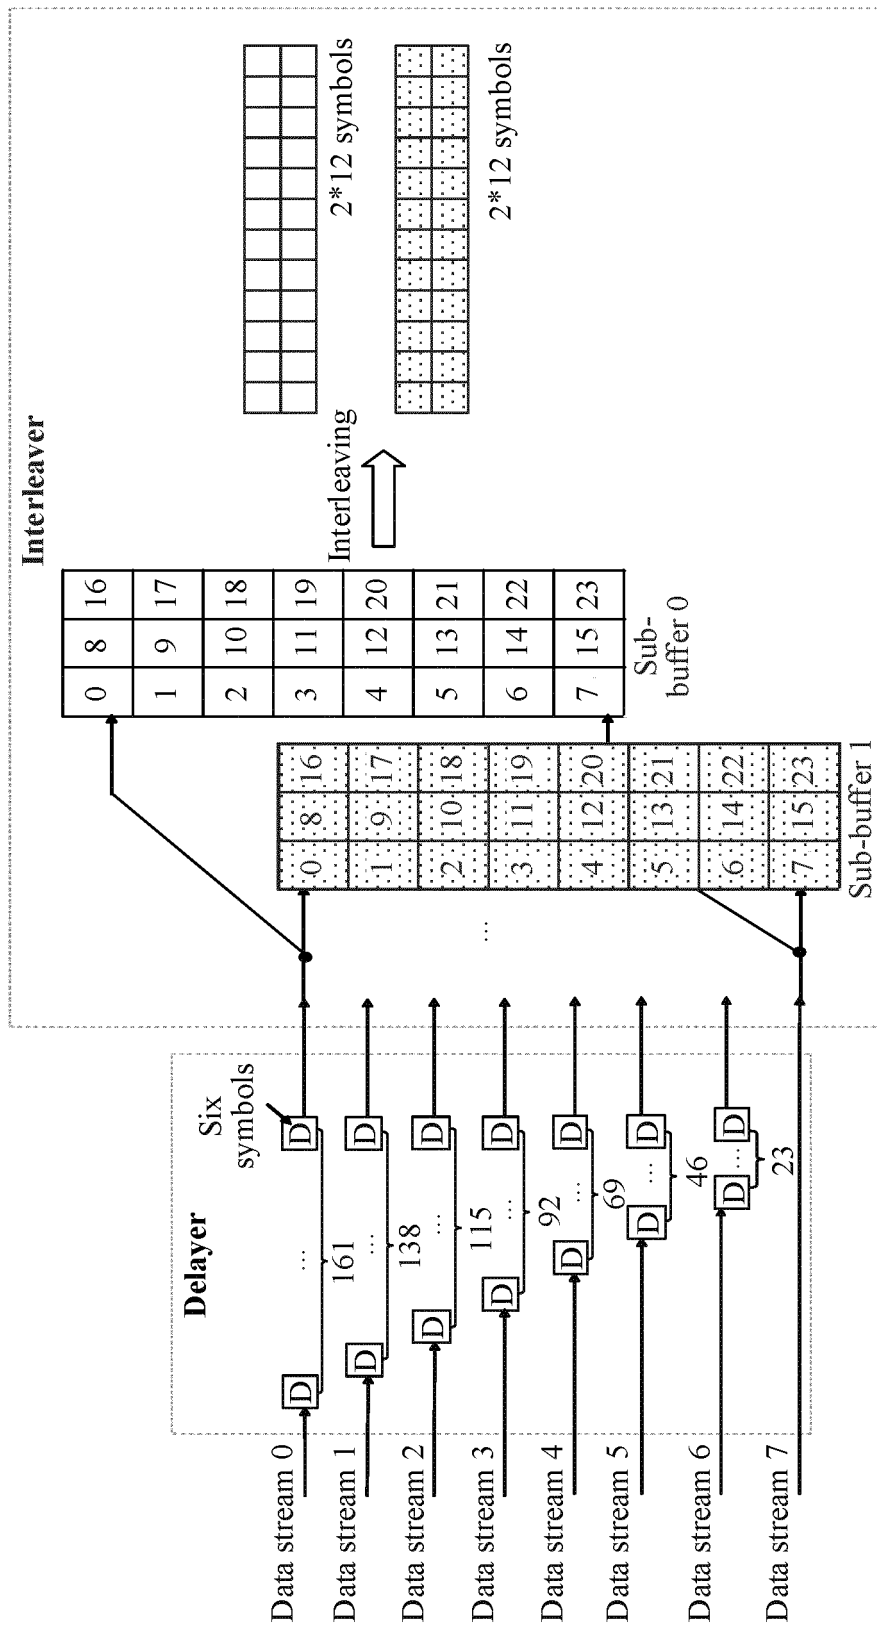 Delayer
Interleaver
Data stream 0
Data stream 1
Data stream 2
Data stream 3
Data stream 4
Data stream 5
Data stream 6
Data stream 7
Six
symbols
D ... D
161
D ... D
138
D ... D
115
D ... D
92
D ... D
69
D ... D
46
D ... D
23
...
0 8 16
1 9 17
2 10 18
3 11 19
4 12 20
5 13 21
6 14 22
7 15 23
Sub-buffer 1
0 8 16
1 9 17
2 10 18
3 11 19
4 12 20
5 13 21
6 14 22
7 15 23
Sub-
buffer 0
Interleaving
2*12 symbols
2*12 symbols